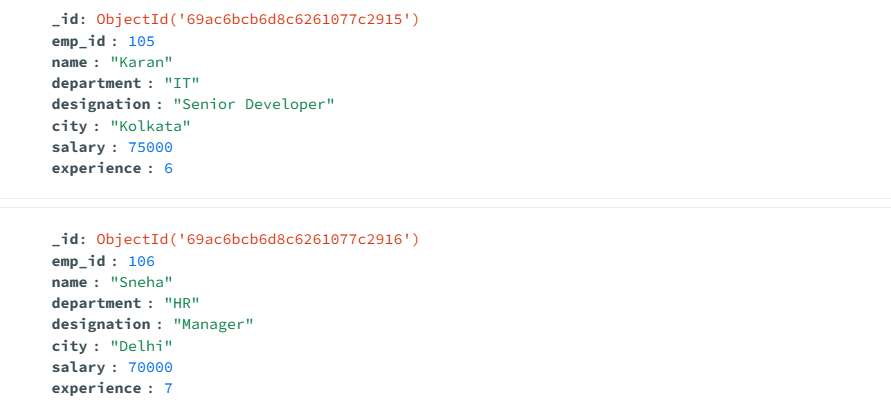 _id: ObjectId('69ac6bcb6d8c6261077c2915')
emp_id : 105
name : "Karan"
department : "IT"
designation : "Senior Developer"
city : "Kolkata"
salary : 75000
experience : 6
_id: ObjectId('69ac6bcb6d8c6261077c2916')
emp_id : 106
name : "Sneha"
department : "HR"
designation : "Manager"
city : "Delhi"
salary : 70000
experience : 7